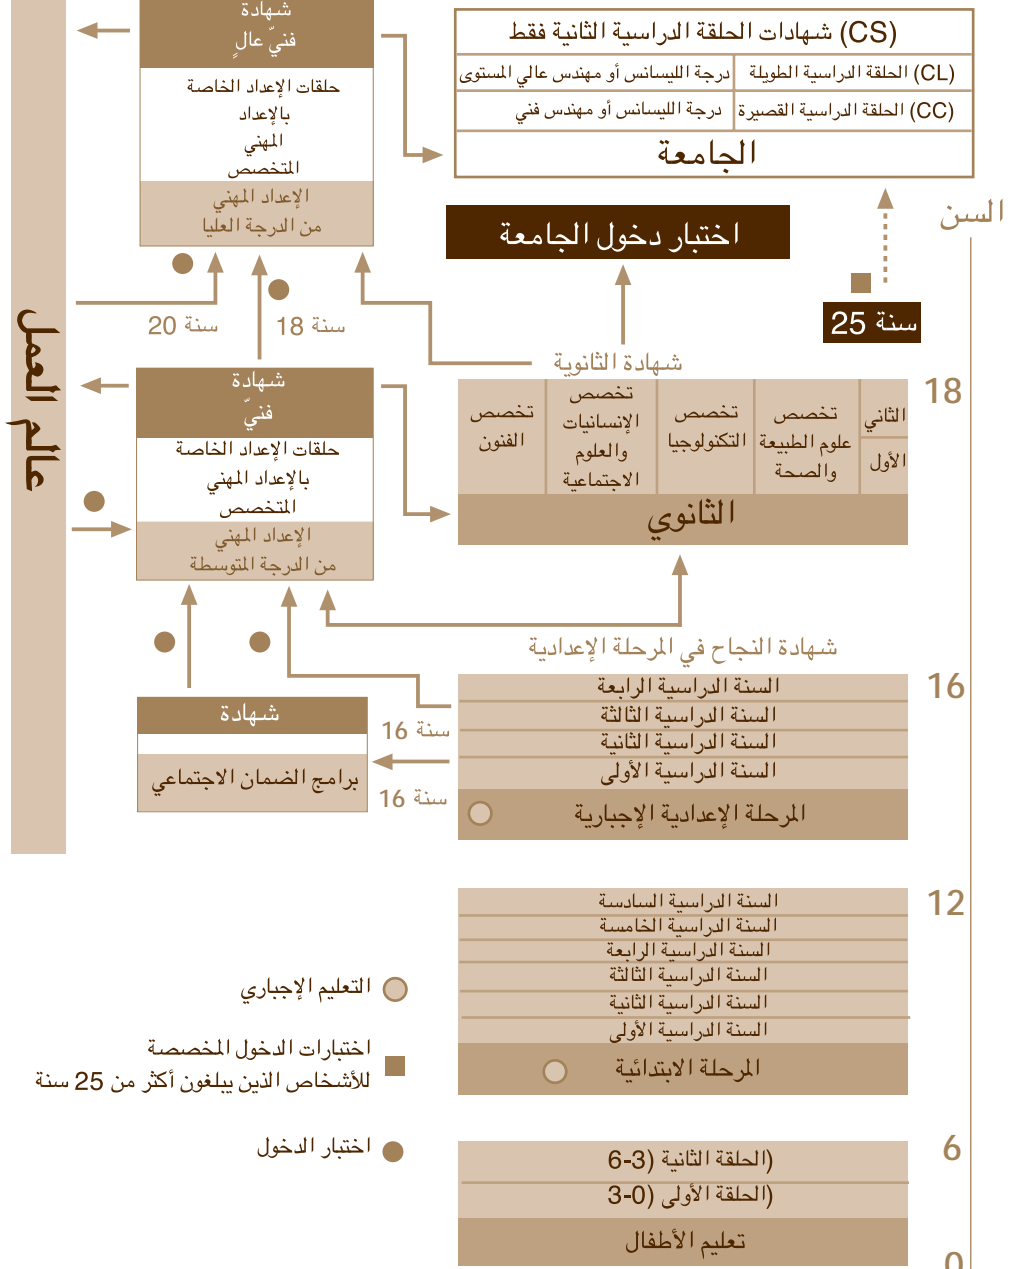 (CS) شهادات الحلقة الدراسية الثانية فقط
(CL) الحلقة الدراسية الطويلة
درجة الليسانس أو مهندس عالي المستوى
(CC) الحلقة الدراسية القصيرة
درجة الليسانس أو مهندس فني
الجامعة
شهادة
فنيّ عالٍ
حلقات الإعداد الخاصة
بالإعداد
المهني
المتخصص
الإعداد المهني
من الدرجة العليا
السن
اختبار دخول الجامعة
25 سنة
18 سنة
20 سنة
عالم العمل
شهادة الثانوية
18
الثاني
الأول
تخصص
علوم الطبيعة
والصحة
تخصص
التكنولوجيا
تخصص
الإنسانيات
والعلوم
الاجتماعية
تخصص
الفنون
الثانوي
شهادة
فنيّ
حلقات الإعداد الخاصة
بالإعداد المهني
المتخصص
الإعداد المهني
من الدرجة المتوسطة
شهادة النجاح في المرحلة الإعدادية
16
السنة الدراسية الرابعة
السنة الدراسية الثالثة
السنة الدراسية الثانية
السنة الدراسية الأولى
المرحلة الإعدادية الإجبارية
16 سنة
16 سنة
شهادة
برامج الضمان الاجتماعي
12
السنة الدراسية السادسة
السنة الدراسية الخامسة
السنة الدراسية الرابعة
السنة الدراسية الثالثة
السنة الدراسية الثانية
السنة الدراسية الأولى
المرحلة الابتدائية
التعليم الإجباري
اختبارات الدخول المخصصة
للأشخاص الذين يبلغون أكثر من 25 سنة
اختبار الدخول
6
(الحلقة الثانية (3-6
(الحلقة الأولى (0-3
تعليم الأطفال
0